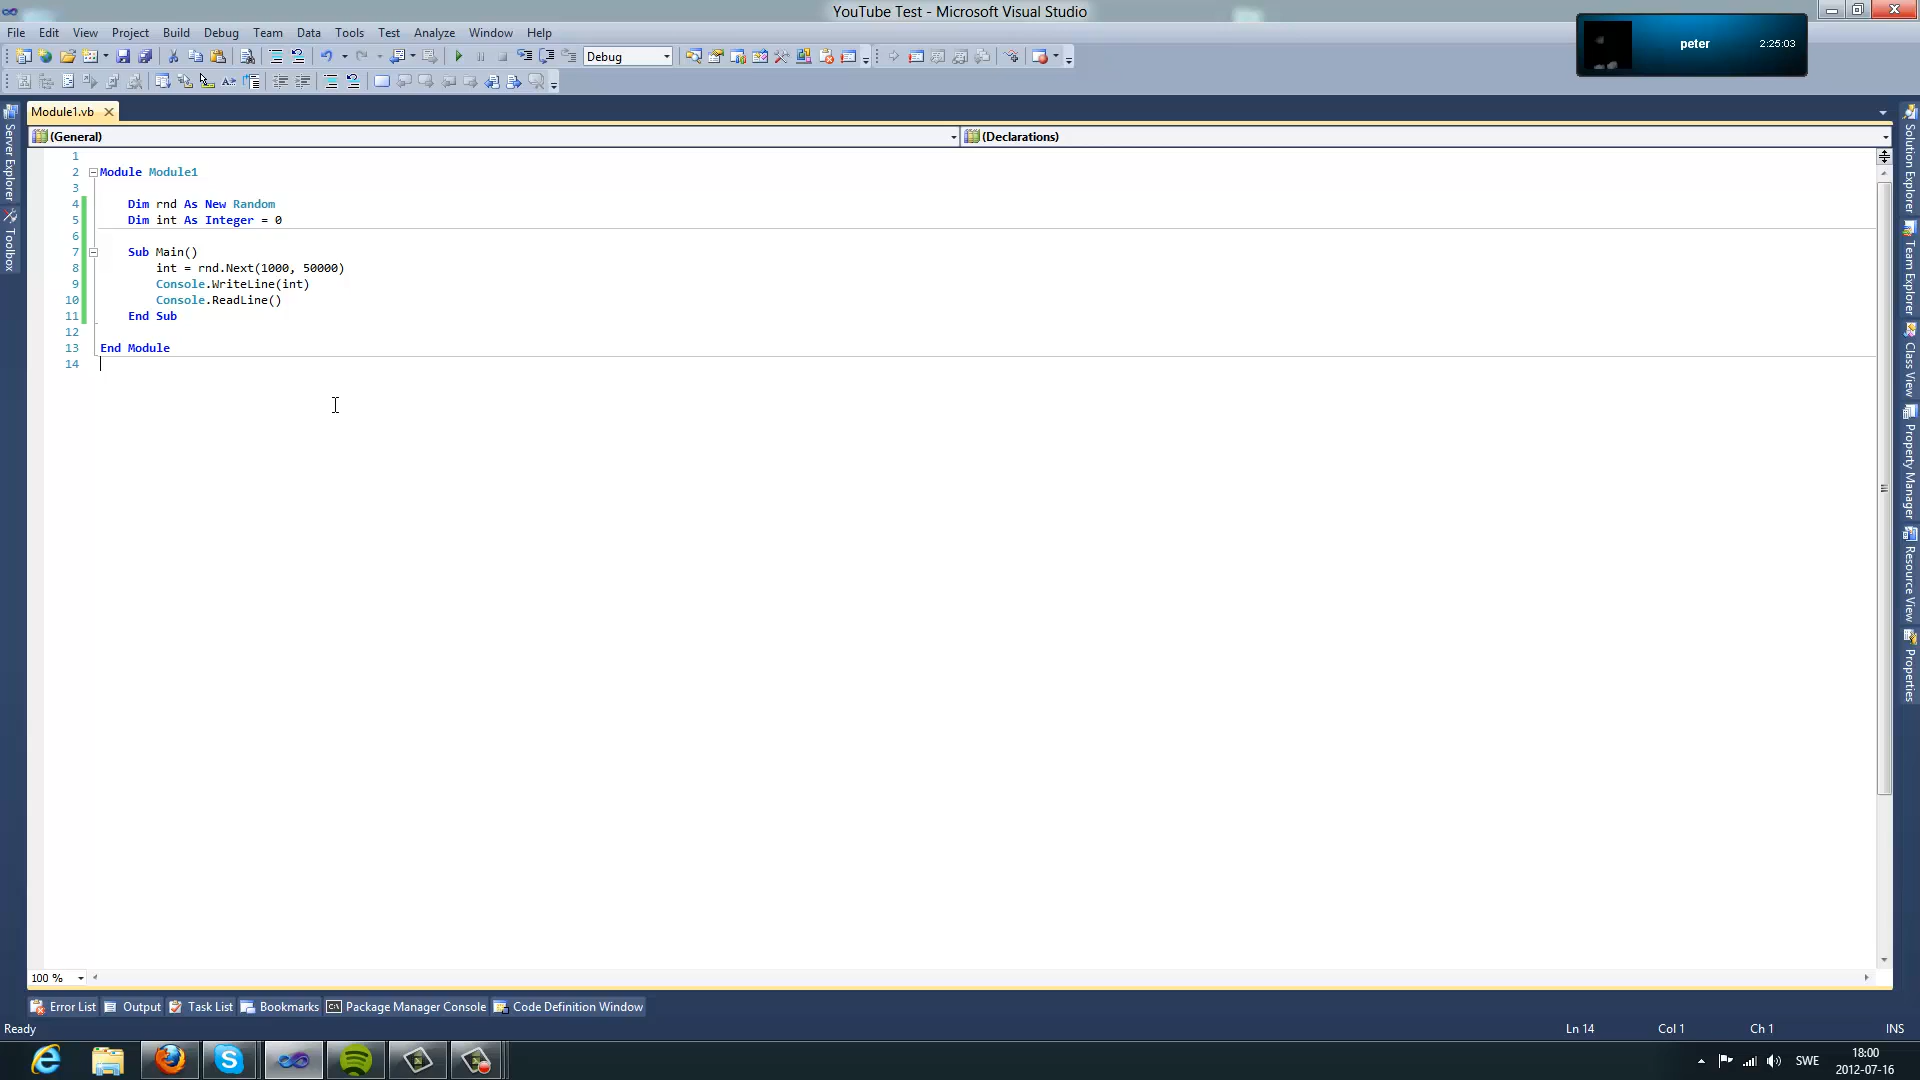 YouTube Test - Microsoft Visual Studio
File Edit View Project Build Debug Team Data Tools Test Analyze Window Help
peter 2:25:03
Debug
Module1.vb
(General) (Declarations)
Server Explorer
Toolbox
1
2 Module Module1
3
4 Dim rnd As New Random
5 Dim int As Integer = 0
6
7 Sub Main()
8 int = rnd.Next(1000, 50000)
9 Console.WriteLine(int)
10 Console.ReadLine()
11 End Sub
12
13 End Module
14
Solution Explorer
Team Explorer
Class View
Property Manager
Resource View
Properties
100 %
Error List Output Task List Bookmarks Package Manager Console Code Definition Window
Ready Ln 14 Col 1 Ch 1 INS
SWE 18:00
2012-07-16